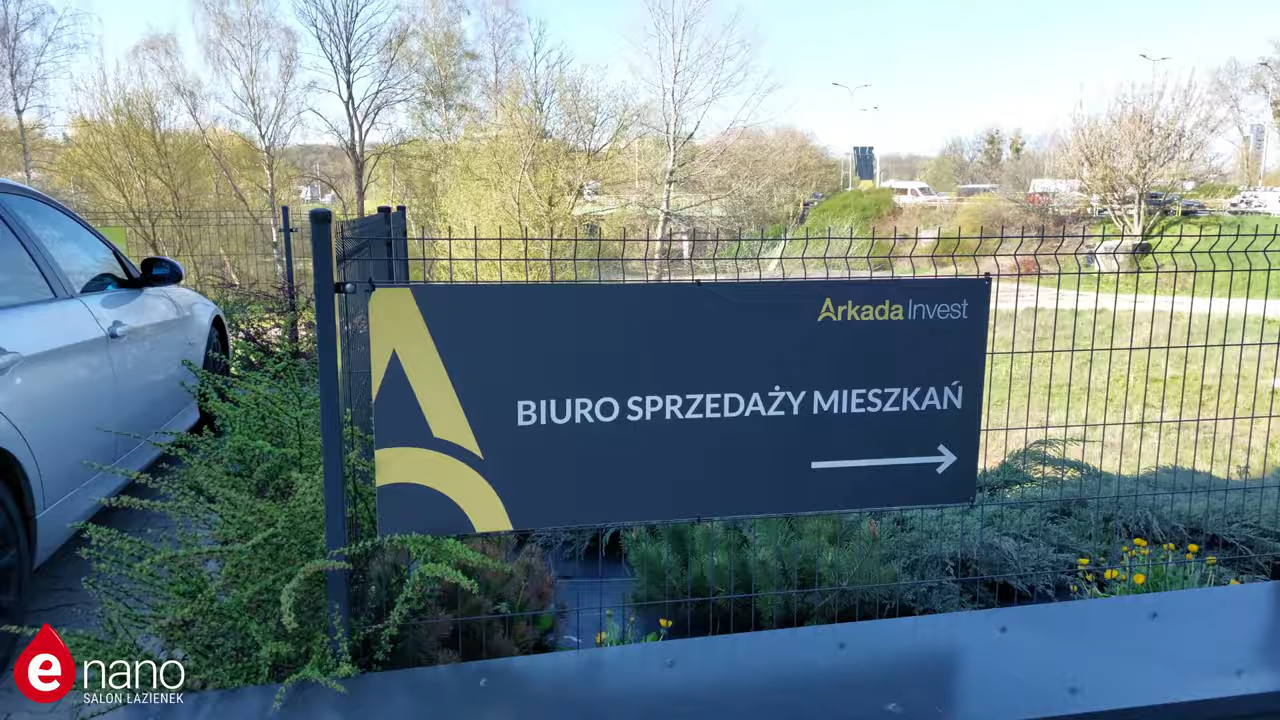 Arkada Invest
BIURO SPRZEDAŻY MIESZKAŃ
e nano
SALON ŁAZIENEK